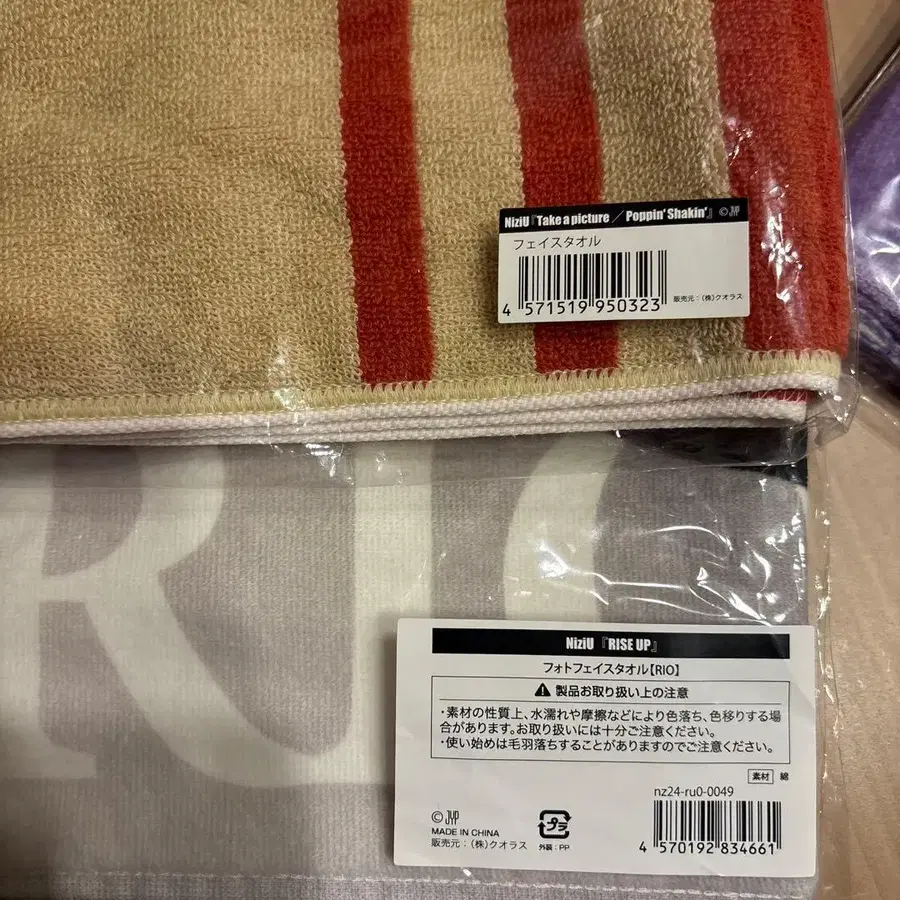 NiziU『Take a picture ／ Poppin' Shakin'』 ©JYP
フェイスタオル
4 571519 950323
販売元：（株）クオラス
RIO
NiziU 『RISE UP』
フォトフェイスタオル【RIO】
⚠ 製品お取り扱い上の注意
・素材の性質上、水濡れや摩擦などにより色落ち、色移りする場
合があります。お取り扱いには十分ご注意ください。
・使い始めは毛羽落ちすることがありますのでご注意ください。
素材 綿
nz24-ru0-0049
4 570192 834661
©JYP
MADE IN CHINA
販売元：（株）クオラス
プラ
外装：PP